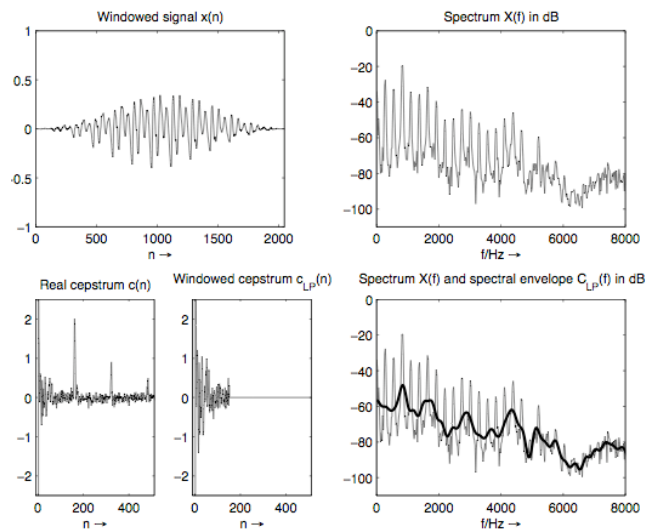 Windowed signal x(n)
1
0.5
0
-0.5
-1
0 500 1000 1500 2000
n →
Spectrum X(f) in dB
0
−20
−40
−60
−80
−100
0 2000 4000 6000 8000
f/Hz →
Real cepstrum c(n)
2
1
0
−1
−2
0 200 400
n →
Windowed cepstrum c_LP(n)
2
1
0
−1
−2
0 200 400
n →
Spectrum X(f) and spectral envelope C_LP(f) in dB
0
−20
−40
−60
−80
−100
0 2000 4000 6000 8000
f/Hz →